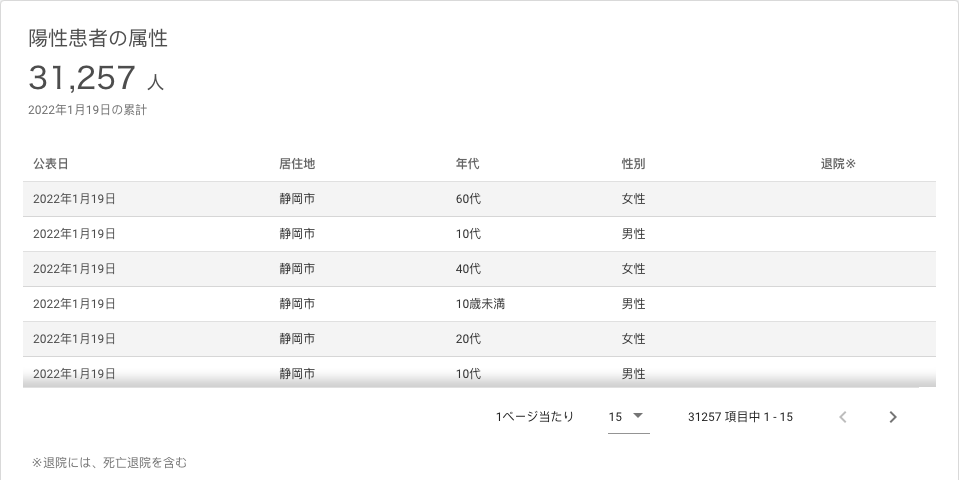 陽性患者の属性
31,257 人
2022年1月19日の累計
公表日 居住地 年代 性別 退院※
2022年1月19日 静岡市 60代 女性
2022年1月19日 静岡市 10代 男性
2022年1月19日 静岡市 40代 女性
2022年1月19日 静岡市 10歳未満 男性
2022年1月19日 静岡市 20代 女性
2022年1月19日 静岡市 10代 男性
1ページ当たり 15 31257 項目中 1 - 15
※退院には、死亡退院を含む